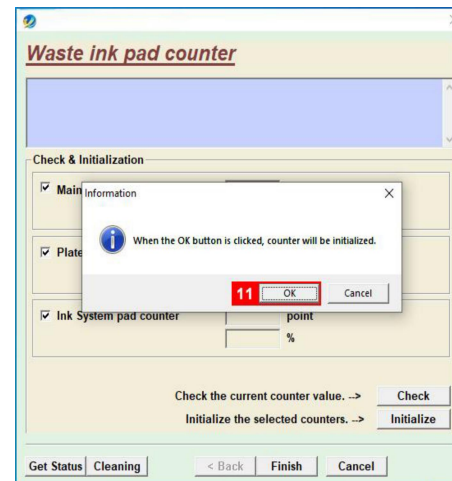 Waste ink pad counter
Check & Initialization
Main
Information
When the OK button is clicked, counter will be initialized.
Plate
11 OK Cancel
Ink System pad counter point
%
Check the current counter value. --> Check
Initialize the selected counters. --> Initialize
Get Status Cleaning < Back Finish Cancel